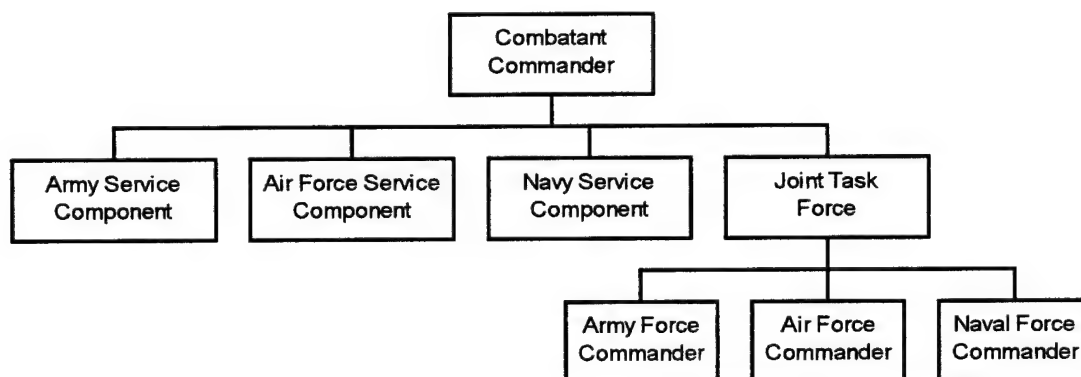 Combatant
Commander
Army Service
Component
Air Force Service
Component
Navy Service
Component
Joint Task
Force
Army Force
Commander
Air Force
Commander
Naval Force
Commander